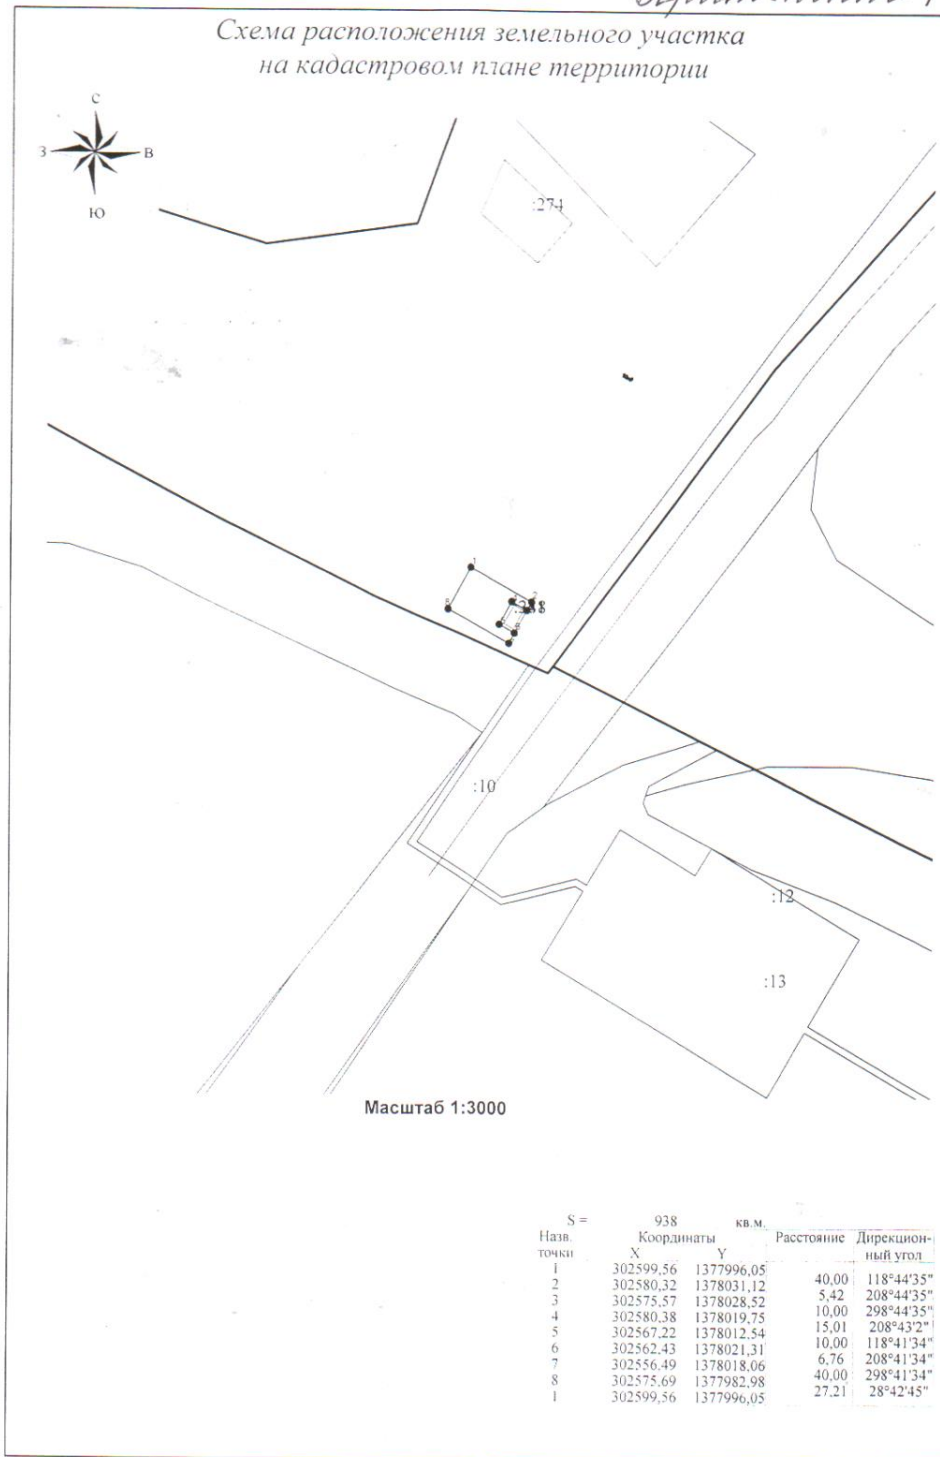 Схема расположения земельного участка
на кадастровом плане территории
С
З В
Ю
:274
1
:10
:12
:13
Масштаб 1:3000
S = 938 кв.м.
Назв. Координаты Расстояние Дирекцион-
точки X Y ный угол
1 302599,56 1377996,05
40,00 118°44'35"
2 302580,32 1378031,12
5,42 208°44'35"
3 302575,57 1378028,52
10,00 298°44'35"
4 302580,38 1378019,75
15,01 208°43'2"
5 302567,22 1378012,54
10,00 118°41'34"
6 302562,43 1378021,31
6,76 208°41'34"
7 302556,49 1378018,06
40,00 298°41'34"
8 302575,69 1377982,98
27,21 28°42'45"
1 302599,56 1377996,05